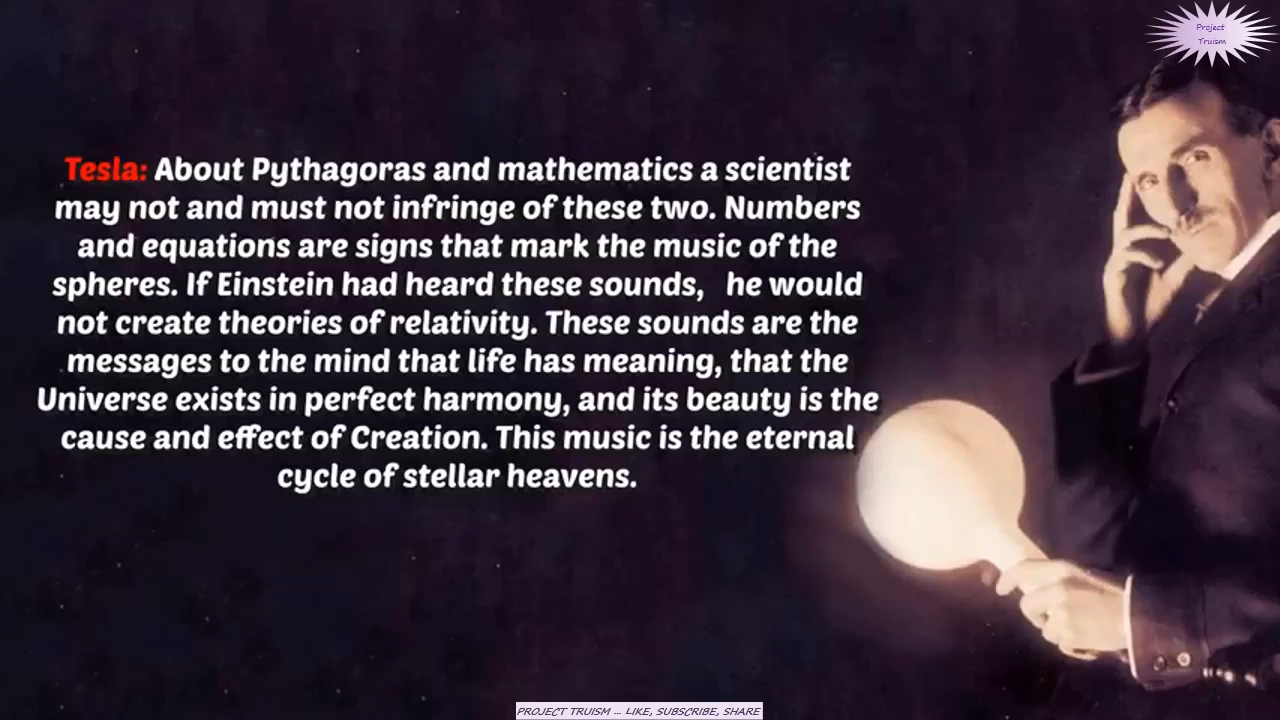 Project
Truism
Tesla: About Pythagoras and mathematics a scientist
may not and must not infringe of these two. Numbers
and equations are signs that mark the music of the
spheres. If Einstein had heard these sounds, he would
not create theories of relativity. These sounds are the
messages to the mind that life has meaning, that the
Universe exists in perfect harmony, and its beauty is the
cause and effect of Creation. This music is the eternal
cycle of stellar heavens.
PROJECT TRUISM ... LIKE, SUBSCRIBE, SHARE